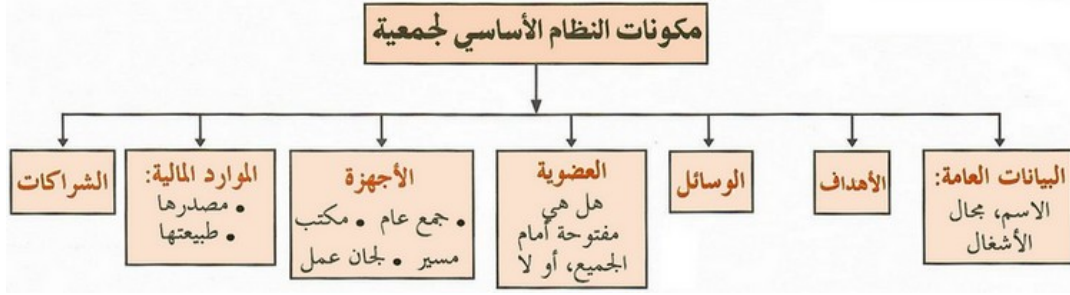 مكونات النظام الأساسي لجمعية
البيانات العامة:
الاسم، مجال
الأشغال
الأهداف
الوسائل
العضوية
هل هي
مفتوحة أمام
الجميع، أو لا
الأجهزة
• جمع عام • مكتب
مسير • لجان عمل
الموارد المالية:
• مصدرها
• طبيعتها
الشراكات